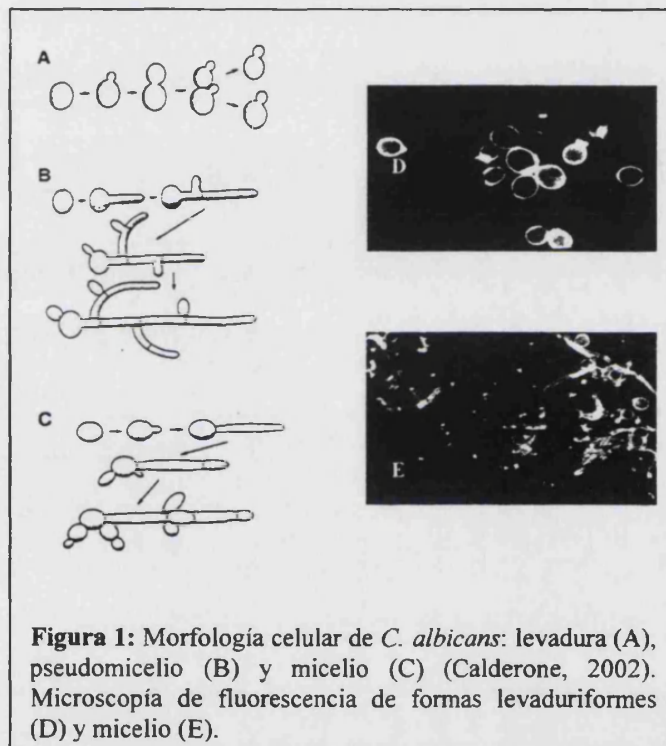 A
B
C
D
E
Figura 1: Morfología celular de C. albicans: levadura (A),
pseudomicelio (B) y micelio (C) (Calderone, 2002).
Microscopía de fluorescencia de formas levaduriformes
(D) y micelio (E).